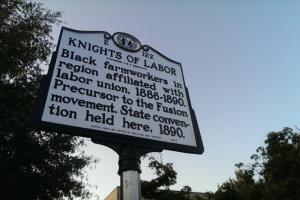 E 122
KNIGHTS OF LABOR
Black farmworkers in
region affiliated with
labor union, 1886-1890.
Precursor to the Fusion
movement. State conven-
tion held here, 1890.